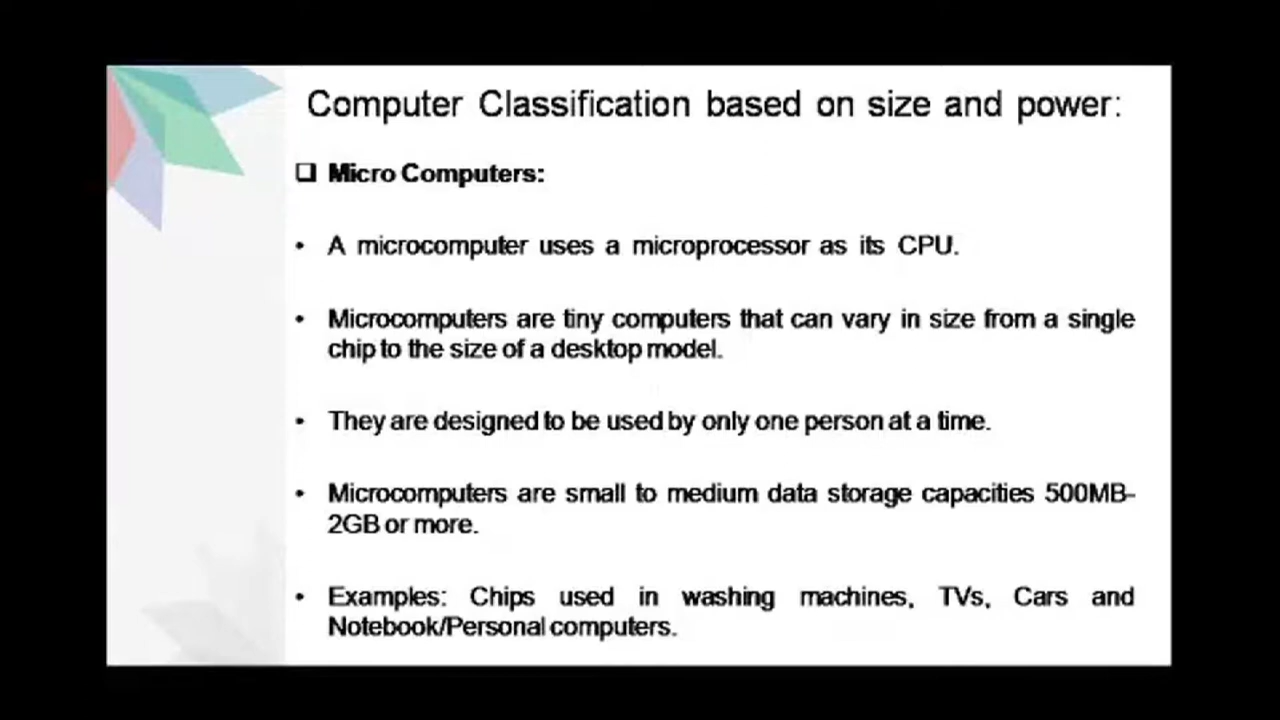 Computer Classification based on size and power:
❑ Micro Computers:
• A microcomputer uses a microprocessor as its CPU.
• Microcomputers are tiny computers that can vary in size from a single
chip to the size of a desktop model.
• They are designed to be used by only one person at a time.
• Microcomputers are small to medium data storage capacities 500MB-
2GB or more.
• Examples: Chips used in washing machines, TVs, Cars and
Notebook/Personal computers.